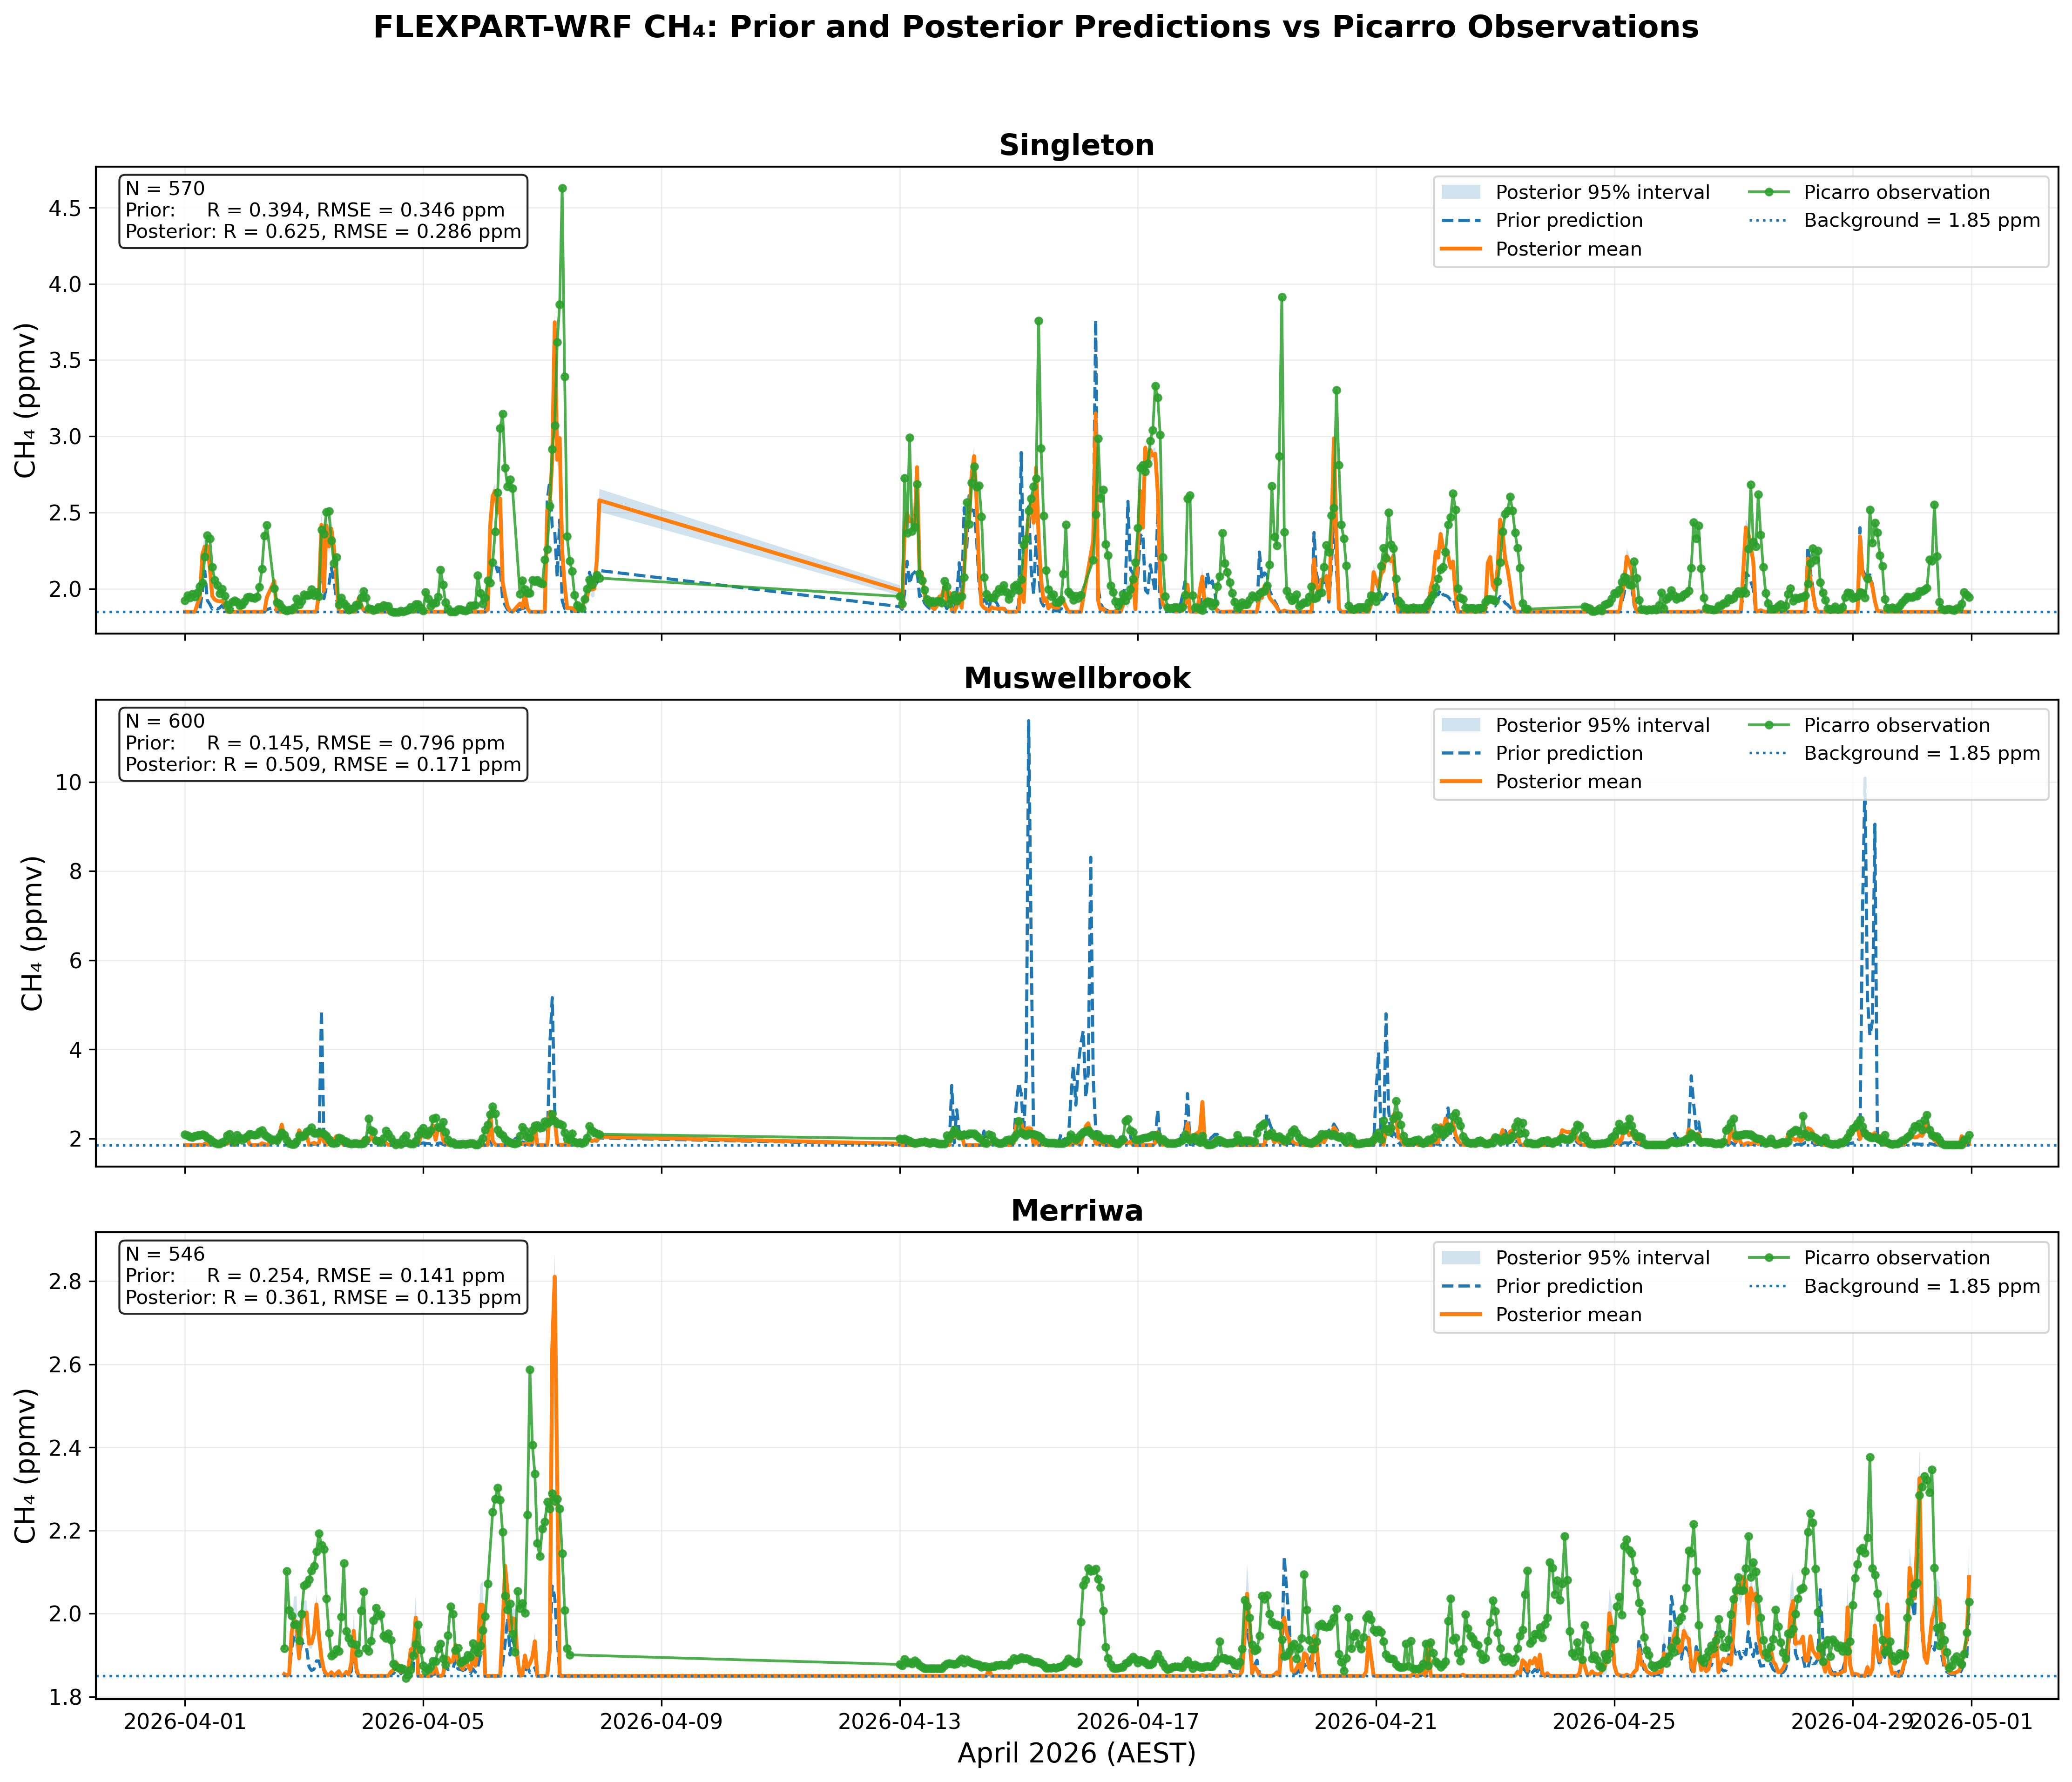 FLEXPART-WRF CH₄: Prior and Posterior Predictions vs Picarro Observations
Singleton
N = 570
Prior: R = 0.394, RMSE = 0.346 ppm
Posterior: R = 0.625, RMSE = 0.286 ppm
Posterior 95% interval
Prior prediction
Posterior mean
Picarro observation
Background = 1.85 ppm
CH₄ (ppmv)
4.5
4.0
3.5
3.0
2.5
2.0
Muswellbrook
N = 600
Prior: R = 0.145, RMSE = 0.796 ppm
Posterior: R = 0.509, RMSE = 0.171 ppm
Posterior 95% interval
Prior prediction
Posterior mean
Picarro observation
Background = 1.85 ppm
CH₄ (ppmv)
10
8
6
4
2
Merriwa
N = 546
Prior: R = 0.254, RMSE = 0.141 ppm
Posterior: R = 0.361, RMSE = 0.135 ppm
Posterior 95% interval
Prior prediction
Posterior mean
Picarro observation
Background = 1.85 ppm
CH₄ (ppmv)
2.8
2.6
2.4
2.2
2.0
1.8
2026-04-01 2026-04-05 2026-04-09 2026-04-13 2026-04-17 2026-04-21 2026-04-25 2026-04-29 2026-05-01
April 2026 (AEST)